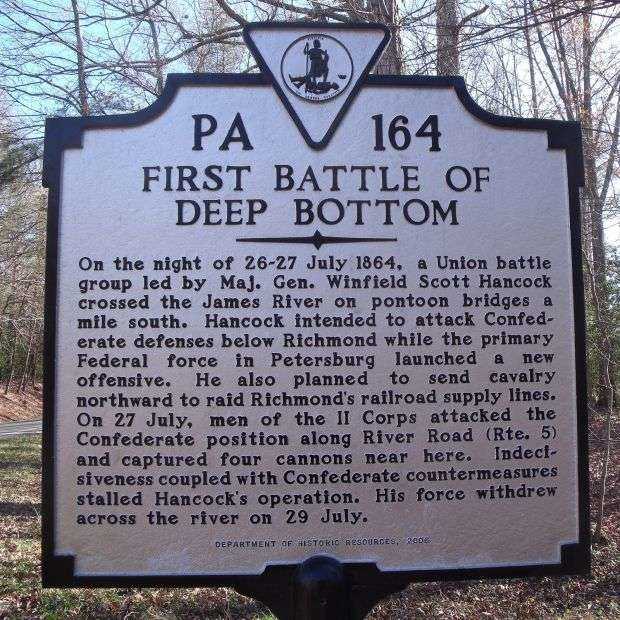 PA 164
FIRST BATTLE OF
DEEP BOTTOM
On the night of 26-27 July 1864, a Union battle
group led by Maj. Gen. Winfield Scott Hancock
crossed the James River on pontoon bridges a
mile south. Hancock intended to attack Confed-
erate defenses below Richmond while the primary
Federal force in Petersburg launched a new
offensive. He also planned to send cavalry
northward to raid Richmond's railroad supply lines.
On 27 July, men of the II Corps attacked the
Confederate position along River Road (Rte. 5)
and captured four cannons near here. Indeci-
siveness coupled with Confederate countermeasures
stalled Hancock's operation. His force withdrew
across the river on 29 July.
DEPARTMENT OF HISTORIC RESOURCES, 2006